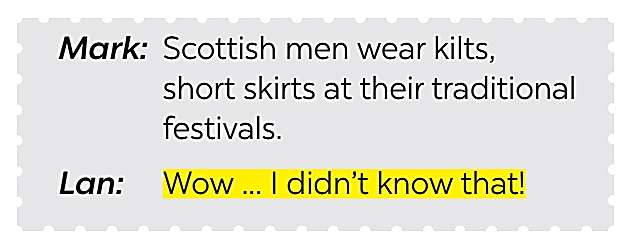 Mark: Scottish men wear kilts,
short skirts at their traditional
festivals.
Lan: Wow ... I didn't know that!